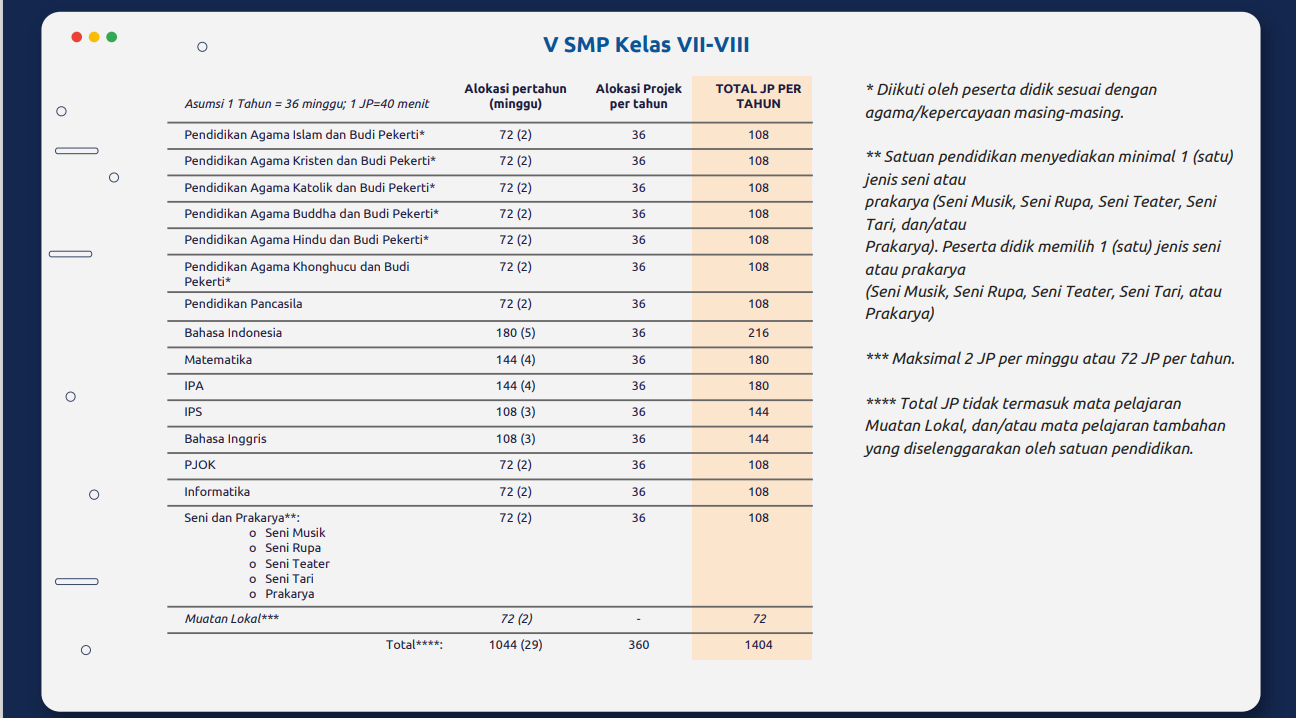 V SMP Kelas VII-VIII
Asumsi 1 Tahun = 36 minggu; 1 JP=40 menit
Alokasi pertahun
(minggu)
Alokasi Projek
per tahun
TOTAL JP PER
TAHUN
Pendidikan Agama Islam dan Budi Pekerti* 72 (2) 36 108
Pendidikan Agama Kristen dan Budi Pekerti* 72 (2) 36 108
Pendidikan Agama Katolik dan Budi Pekerti* 72 (2) 36 108
Pendidikan Agama Buddha dan Budi Pekerti* 72 (2) 36 108
Pendidikan Agama Hindu dan Budi Pekerti* 72 (2) 36 108
Pendidikan Agama Khonghucu dan Budi 72 (2) 36 108
Pekerti*
Pendidikan Pancasila 72 (2) 36 108
Bahasa Indonesia 180 (5) 36 216
Matematika 144 (4) 36 180
IPA 144 (4) 36 180
IPS 108 (3) 36 144
Bahasa Inggris 108 (3) 36 144
PJOK 72 (2) 36 108
Informatika 72 (2) 36 108
Seni dan Prakarya**: 72 (2) 36 108
o Seni Musik
o Seni Rupa
o Seni Teater
o Seni Tari
o Prakarya
Muatan Lokal*** 72 (2) - 72
Total****: 1044 (29) 360 1404
* Diikuti oleh peserta didik sesuai dengan
agama/kepercayaan masing-masing.
** Satuan pendidikan menyediakan minimal 1 (satu)
jenis seni atau
prakarya (Seni Musik, Seni Rupa, Seni Teater, Seni
Tari, dan/atau
Prakarya). Peserta didik memilih 1 (satu) jenis seni
atau prakarya
(Seni Musik, Seni Rupa, Seni Teater, Seni Tari, atau
Prakarya)
*** Maksimal 2 JP per minggu atau 72 JP per tahun.
**** Total JP tidak termasuk mata pelajaran
Muatan Lokal, dan/atau mata pelajaran tambahan
yang diselenggarakan oleh satuan pendidikan.